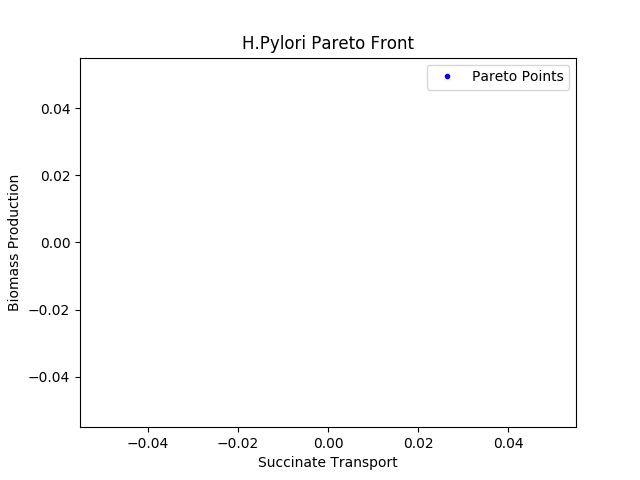 H.Pylori Pareto Front
Pareto Points
0.04
0.02
0.00
−0.02
−0.04
Biomass Production
−0.04
−0.02
0.00
0.02
0.04
Succinate Transport